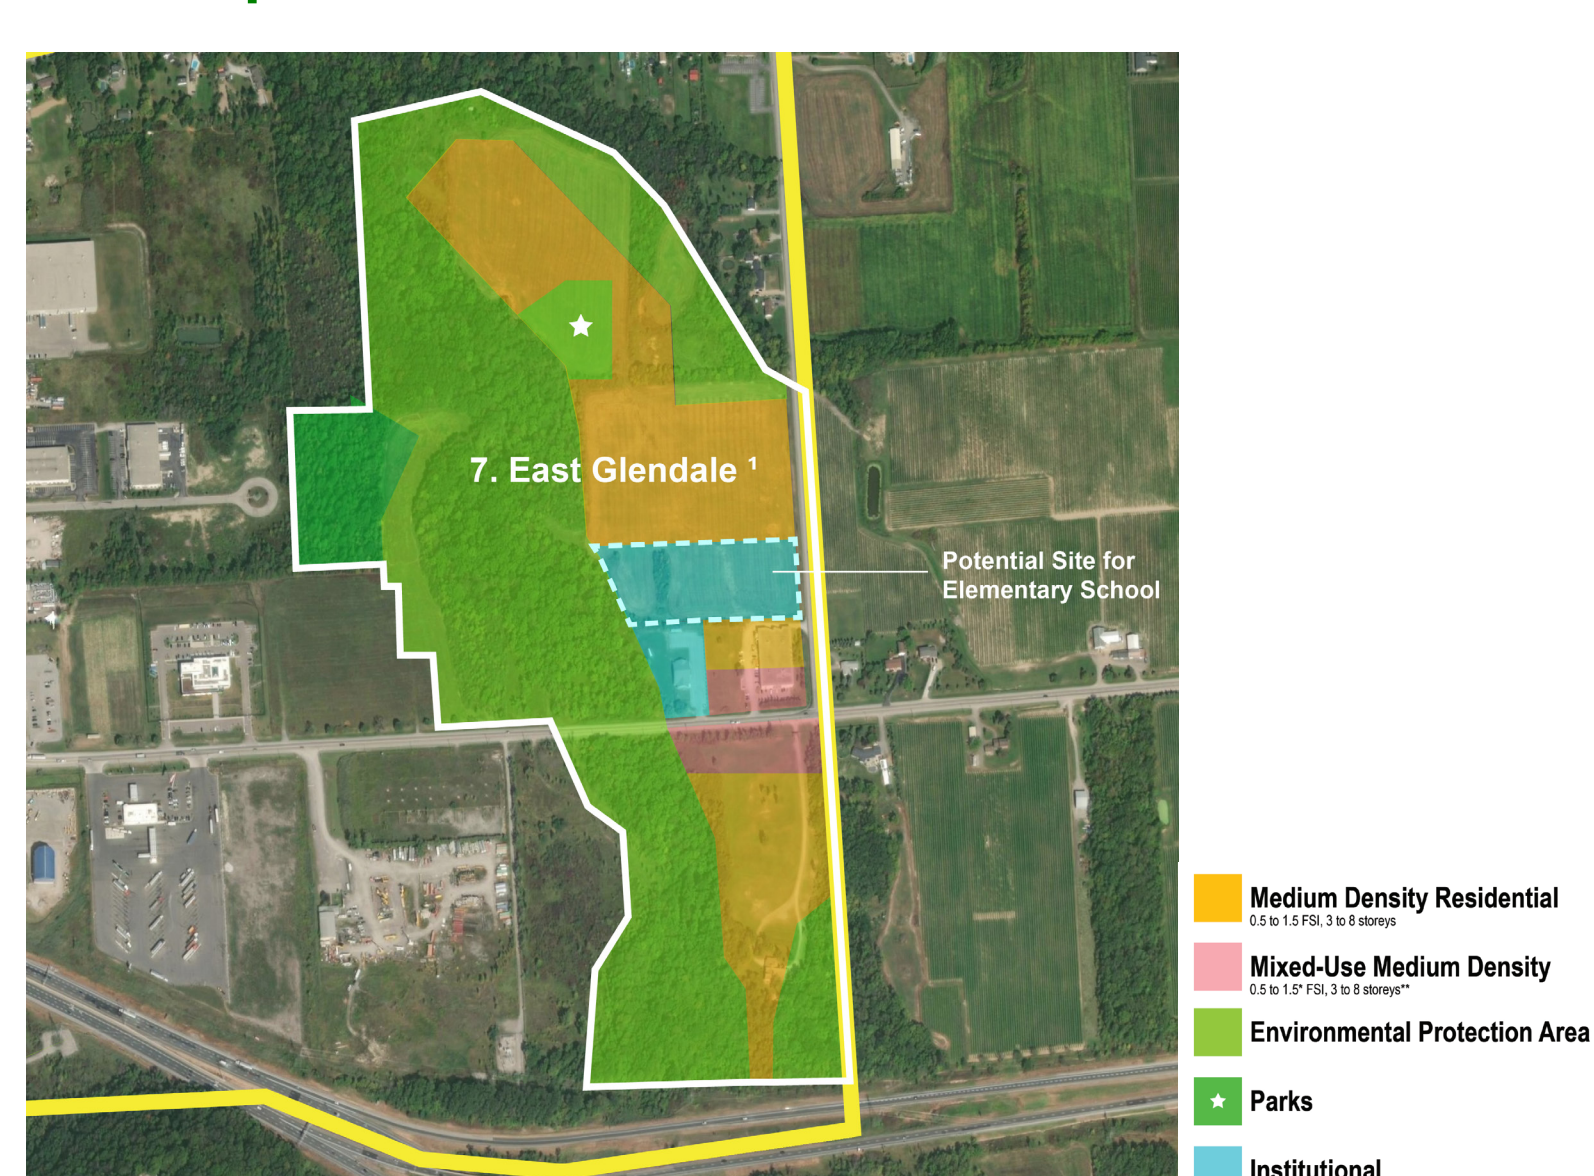 7. East Glendale ¹
Potential Site for
Elementary School
Medium Density Residential
0.5 to 1.5 FSI, 3 to 8 storeys
Mixed-Use Medium Density
0.5 to 1.5* FSI, 3 to 8 storeys**
Environmental Protection Area
Parks
Institutional